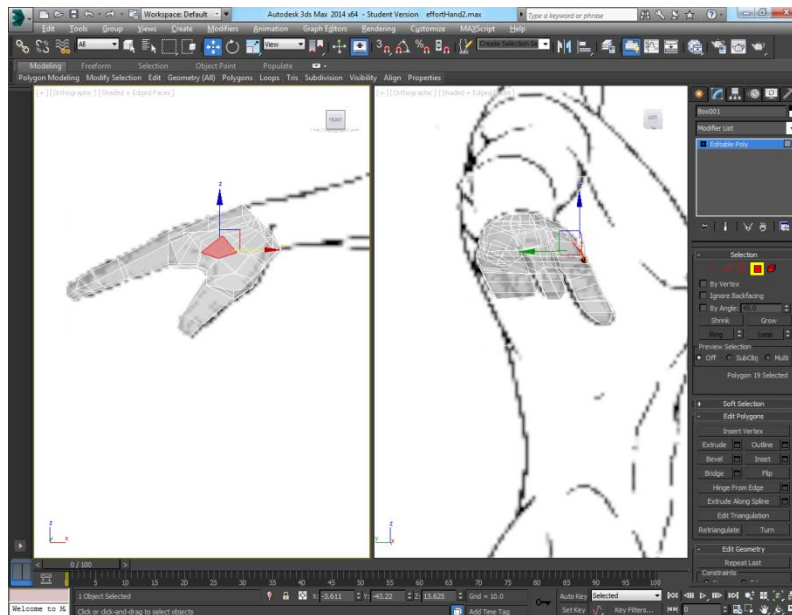 Workspace: Default
Autodesk 3ds Max 2014 x64 - Student Version effortHand2.max
Type a keyword or phrase
Edit Tools Group Views Create Modifiers Animation Graph Editors Rendering Customize MAXScript Help
All View Create Selection Se
Modeling Freeform Selection Object Paint Populate
Polygon Modeling Modify Selection Edit Geometry (All) Polygons Loops Tris Subdivision Visibility Align Properties
[+] [Orthographic] [Shaded + Edged Faces]
[+] [Orthographic] [Shaded + Edged Faces]
FRONT
LEFT
z
z
x
z
y
x
Box001
Modifier List
Editable Poly
Selection
By Vertex
Ignore Backfacing
By Angle: 45.0
Shrink Grow
Ring Loop
Preview Selection
Off SubObj Multi
Polygon 19 Selected
Soft Selection
Edit Polygons
Insert Vertex
Extrude Outline
Bevel Inset
Bridge Flip
Hinge From Edge
Extrude Along Spline
Edit Triangulation
Retriangulate Turn
Edit Geometry
Repeat Last
Constraints
0 / 100
0 5 10 15 20 25 30 35 40 45 50 55 60 65 70 75 80 85 90 95 100
1 Object Selected
X: -3.611 Y: -43.22 Z: 13.625 Grid = 10.0
Auto Key Selected
Welcome to M
Click or click-and-drag to select objects
Add Time Tag
Set Key Key Filters... 0